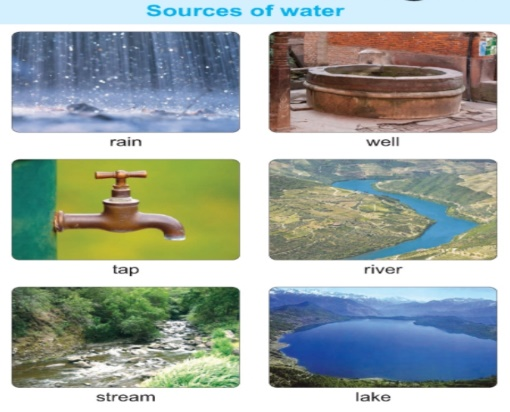 Sources of water
rain
well
tap
river
stream
lake